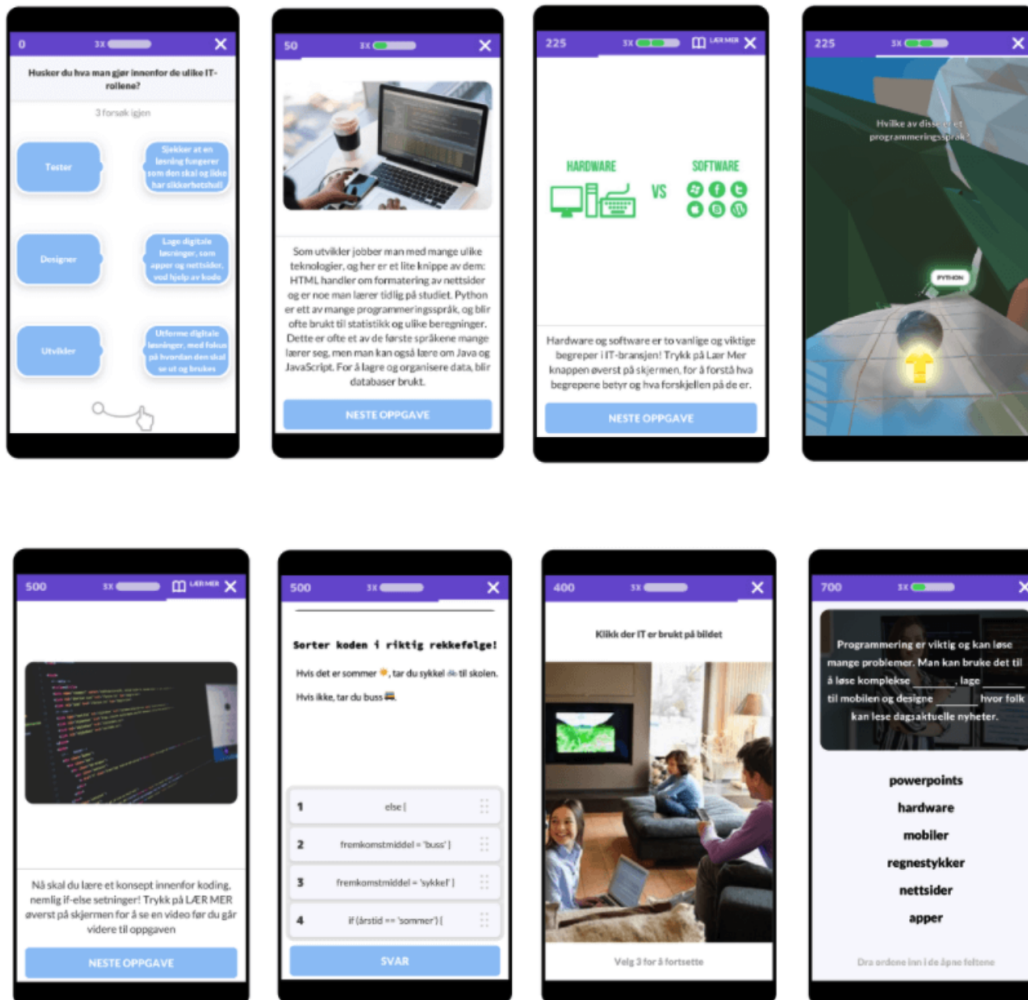 0
3X
Husker du hva man gjør innenfor de ulike IT-
rollene?
3 forsøk igjen
Tester
Sjekker at en
løsning fungerer
som den skal og ikke
har sikkerhetshull
Designer
Lage digitale
løsninger, som
apper og nettsider,
ved hjelp av kode
Utvikler
Utforme digitale
løsninger, med fokus
på hvordan den skal
se ut og brukes
50
3X
Som utvikler jobber man med mange ulike
teknologier, og her er et lite knippe av dem:
HTML handler om formatering av nettsider
og er noe man lærer tidlig på studiet. Python
er ett av mange programmeringsspråk, og blir
ofte brukt til statistikk og ulike beregninger.
Dette er ofte et av de første språkene mange
lærer seg, men man kan også lære om Java og
JavaScript. For å lagre og organisere data, blir
databaser brukt.
NESTE OPPGAVE
225
3X
LÆR MER
HARDWARE
VS
SOFTWARE
Hardware og software er to vanlige og viktige
begreper i IT-bransjen! Trykk på Lær Mer
knappen øverst på skjermen, for å forstå hva
begrepene betyr og hva forskjellen på de er.
NESTE OPPGAVE
225
3X
Hvilke av disse er et
programmeringsspråk?
PYTHON
500
3X
LÆR MER
Nå skal du lære et konsept innenfor koding,
nemlig if-else setninger! Trykk på LÆR MER
øverst på skjermen for å se en video før du går
videre til oppgaven
NESTE OPPGAVE
500
3X
Sorter koden i riktig rekkefølge!
Hvis det er sommer ☀️, tar du sykkel 🚲 til skolen.
Hvis ikke, tar du buss 🚌.
1 else {
2 fremkomstmiddel = 'buss' }
3 fremkomstmiddel = 'sykkel' }
4 if (årstid == 'sommer') {
SVAR
400
3X
Klikk der IT er brukt på bildet
Velg 3 for å fortsette
700
3X
Programmering er viktig og kan løse
mange problemer. Man kan bruke det til
å løse komplekse ______, lage ______
til mobilen og designe ______ hvor folk
kan lese dagsaktuelle nyheter.
powerpoints
hardware
mobiler
regnestykker
nettsider
apper
Dra ordene inn i de åpne feltene